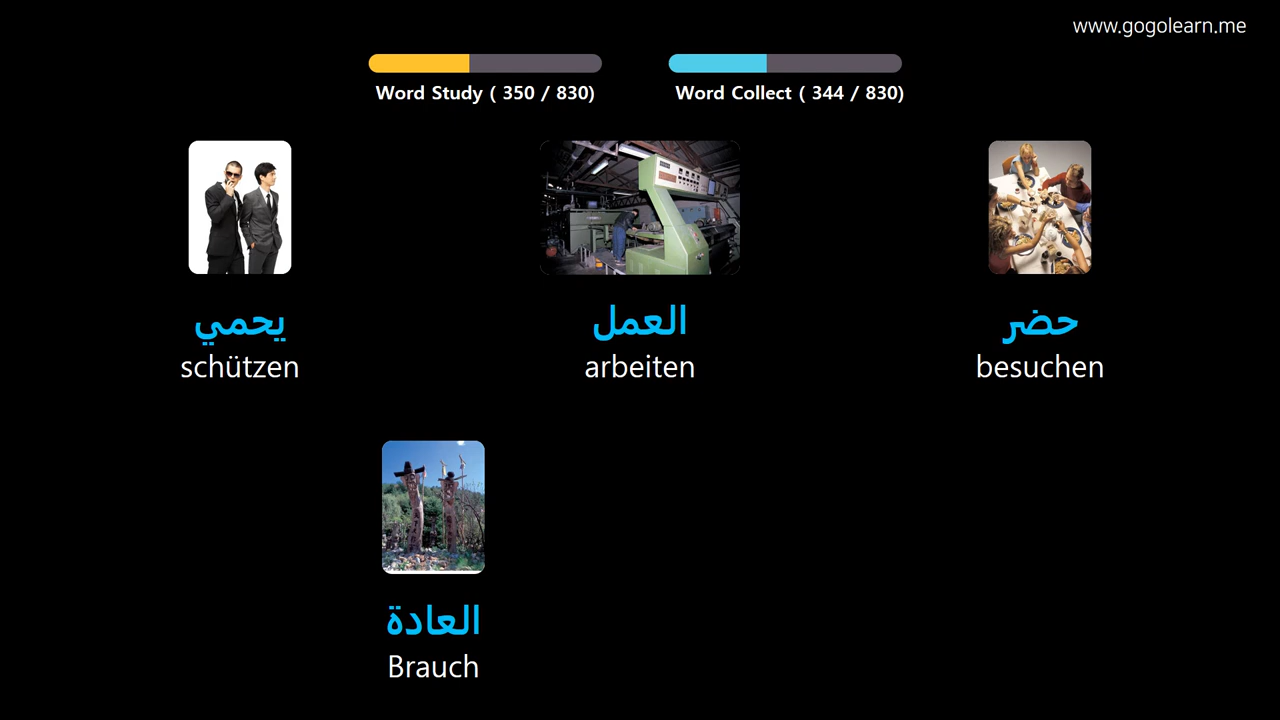 www.gogolearn.me
Word Study ( 350 / 830)
Word Collect ( 344 / 830)
يحمي
schützen
العمل
arbeiten
حضر
besuchen
العادة
Brauch